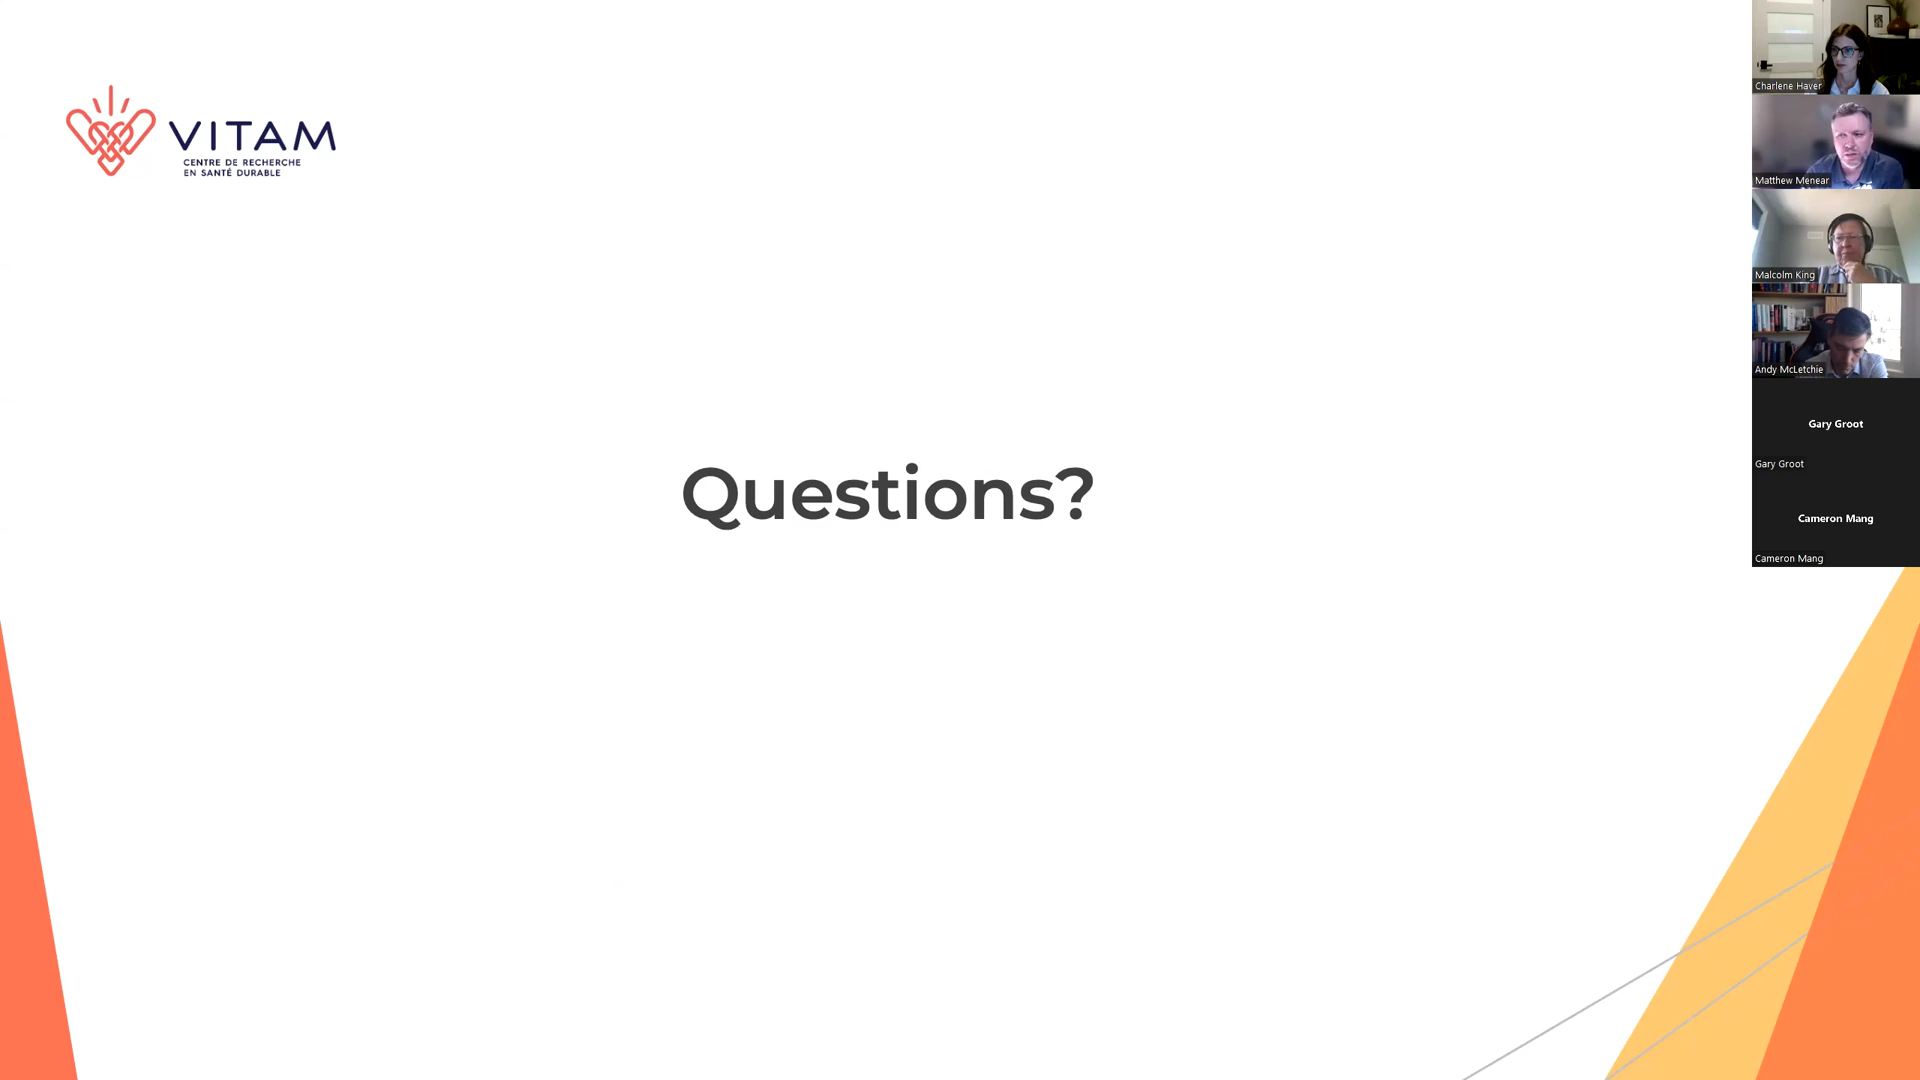 VITAM
CENTRE DE RECHERCHE
EN SANTÉ DURABLE
Questions?
Charlene Haver
Matthew Menear
Malcolm King
Andy McLetchie
Gary Groot
Gary Groot
Cameron Mang
Cameron Mang